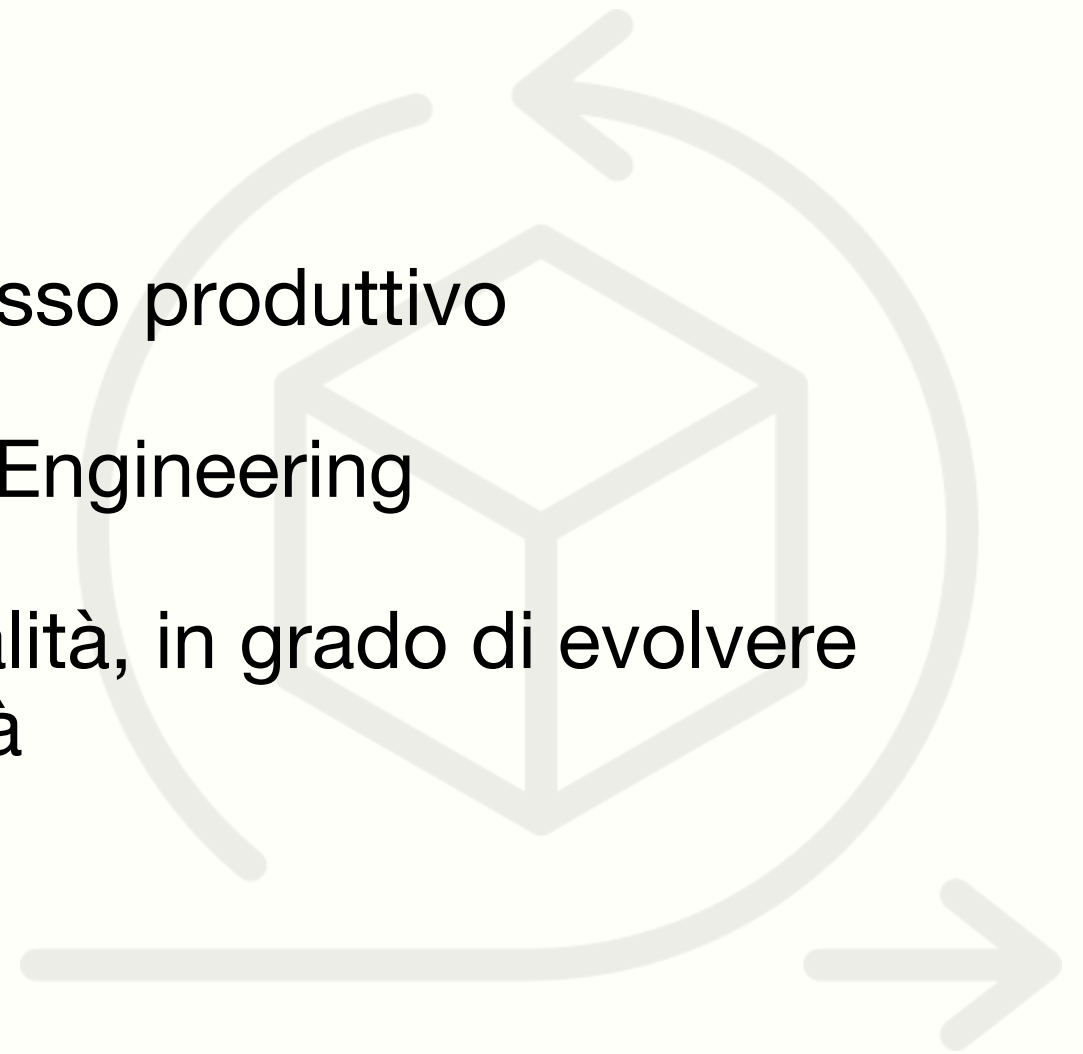 sso produttivo
Engineering
alità, in grado di evolvere
à